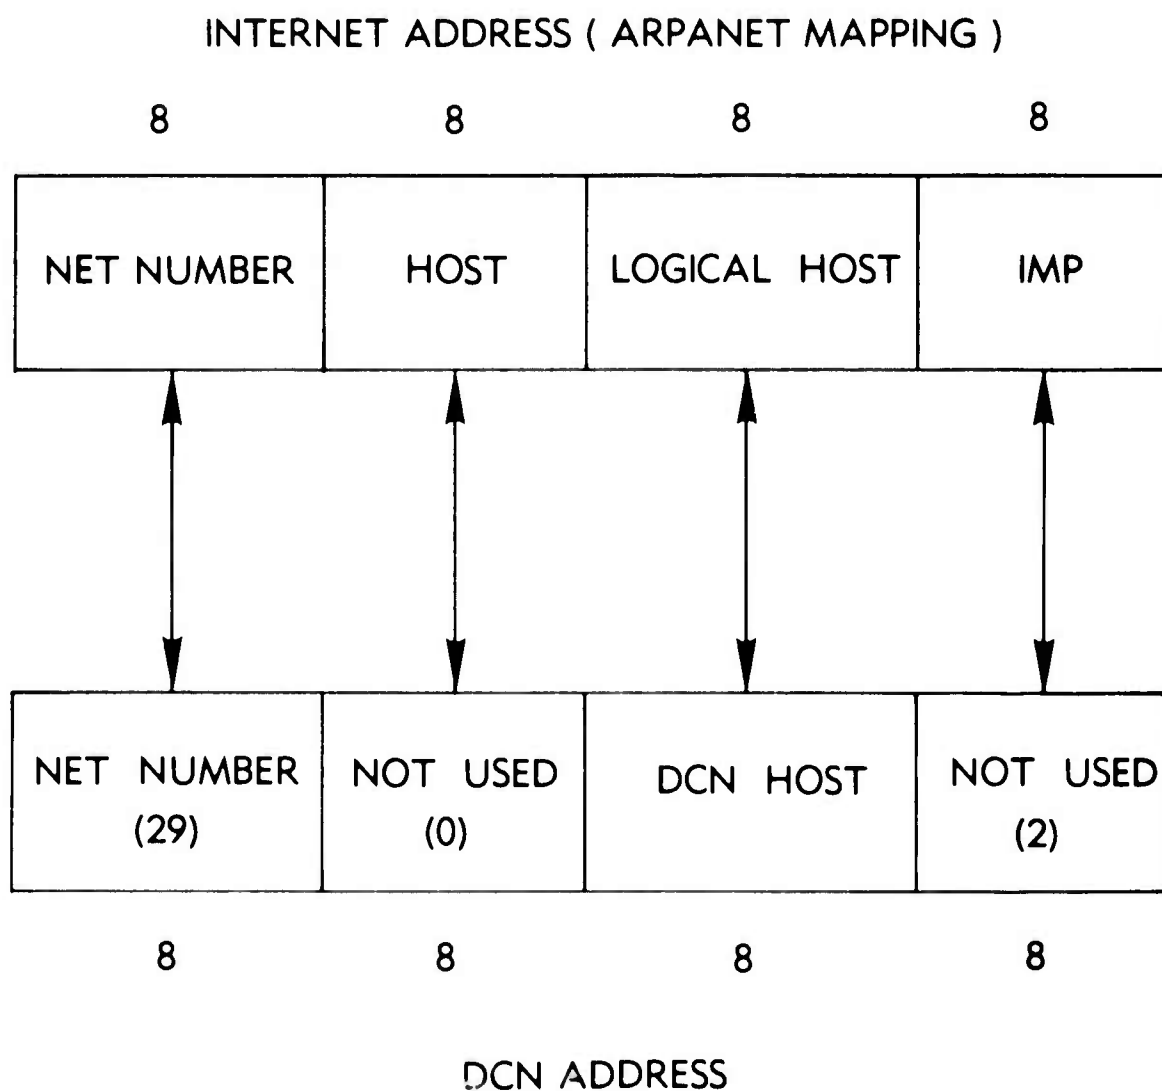 INTERNET ADDRESS ( ARPANET MAPPING )
8 8 8 8
NET NUMBER HOST LOGICAL HOST IMP
NET NUMBER NOT USED DCN HOST NOT USED
(29) (0) (2)
8 8 8 8
DCN ADDRESS